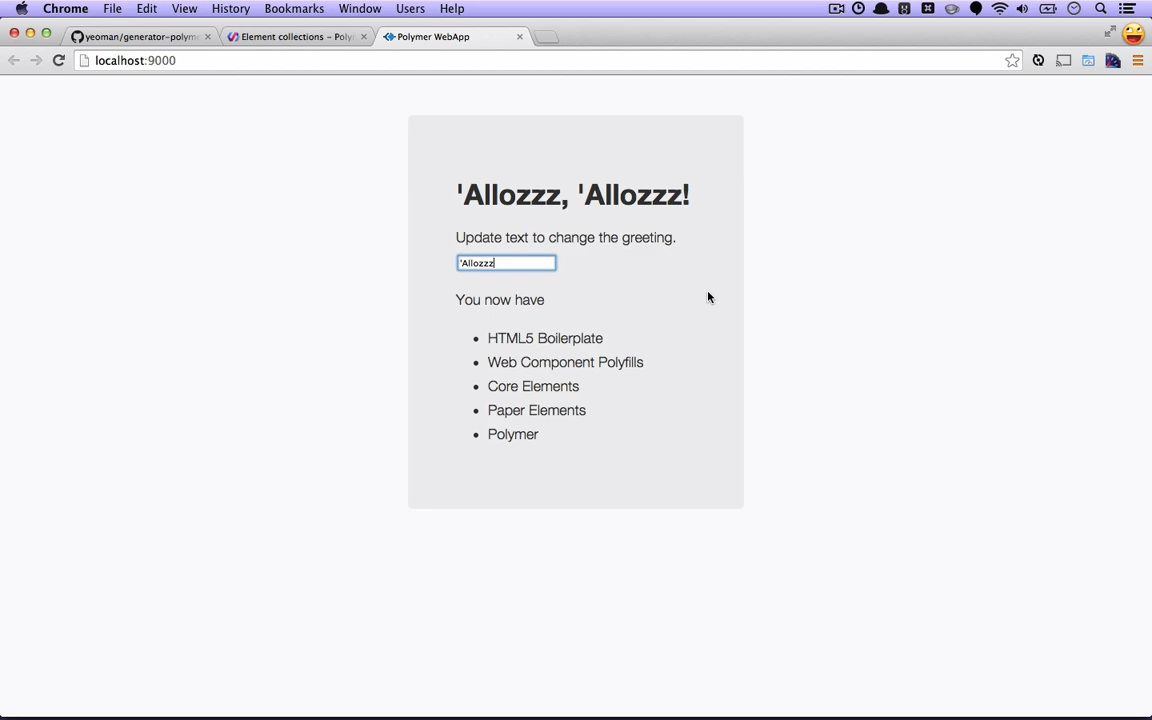 Chrome File Edit View History Bookmarks Window Users Help
yeoman/generator-polyme
Element collections – Poly
Polymer WebApp
localhost:9000
'Allozzz, 'Allozzz!
Update text to change the greeting.
'Allozzz
You now have
HTML5 Boilerplate
Web Component Polyfills
Core Elements
Paper Elements
Polymer